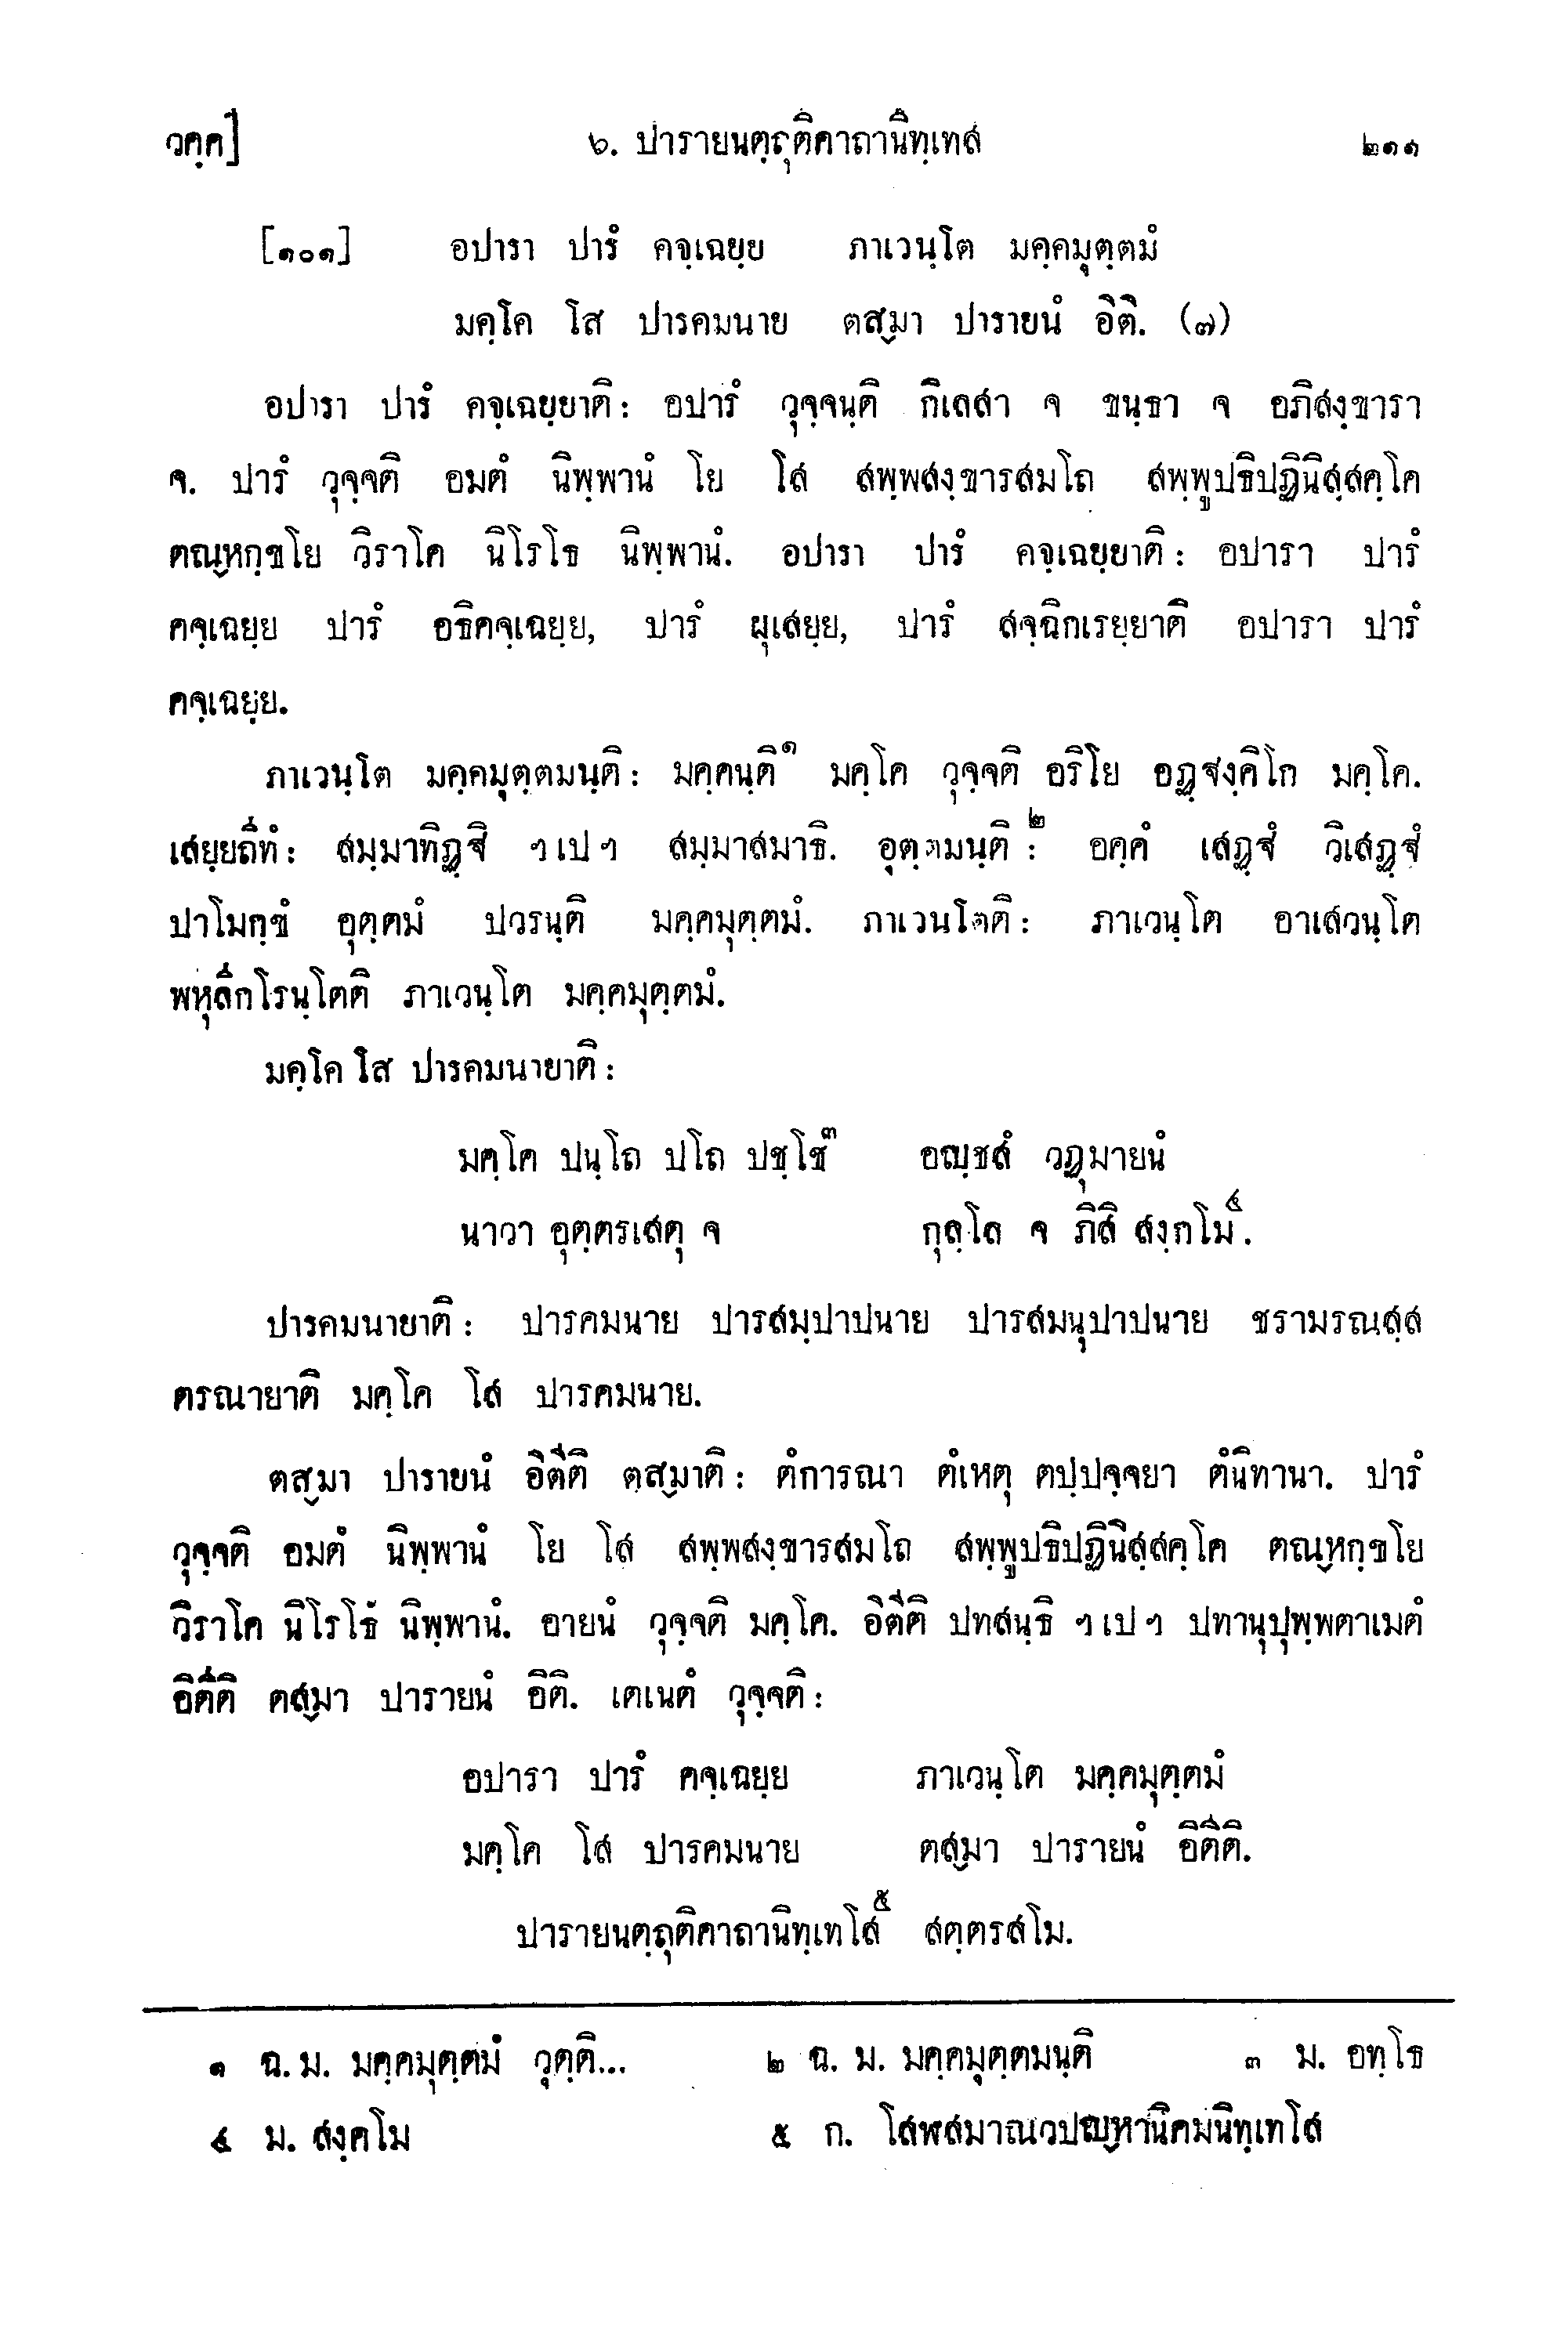 วคฺค]	๖. ปารายนตฺถุติคาถานิทฺเทส	๒๑๑
[๑๐๑] อปารา ปารํ คจฺเฉยฺย ภาเวนฺโต มคฺคมุตฺตมํ
มคฺโค โส ปารคมนาย ตสฺมา ปารายนํ อิติ. (๗)
อปารา ปารํ คจฺเฉยฺยาติ: อปารํ วุจฺจนฺติ กิเลสา จ ขนฺธา จ อภิสงฺขารา
จ. ปารํ วุจฺจติ อมตํ นิพฺพานํ โย โส สพฺพสงฺขารสมโถ สพฺพูปธิปฏินิสฺสคฺโค
ตณฺหกฺขโย วิราโค นิโรโธ นิพฺพานํ. อปารา ปารํ คจฺเฉยฺยาติ: อปารา ปารํ
คจฺเฉยฺย ปารํ อธิคจฺเฉยฺย, ปารํ ผุเสยฺย, ปารํ สจฺฉิกเรยฺยาติ อปารา ปารํ
คจฺเฉยฺย.
ภาเวนฺโต มคฺคมุตฺตมนฺติ: มคฺคนฺติ๑ มคฺโค วุจฺจติ อริโย อฏฺฐงฺคิโก มคฺโค.
เสยฺยถีทํ: สมฺมาทิฏฺฐิ ฯเปฯ สมฺมาสมาธิ. อุตฺตมนฺติ๒: อคฺคํ เสฏฺฐํ วิเสฏฺฐํ
ปาโมกฺขํ อุตฺตมํ ปวรนฺติ มคฺคมุตฺตมํ. ภาเวนโตติ: ภาเวนฺโต อาเสวนฺโต
พหุลีกโรนฺโตติ ภาเวนฺโต มคฺคมุตฺตมํ.
มคฺโค โส ปารคมนายาติ:
มคฺโค ปนฺโถ ปโถ ปชฺโช๓ อญฺชสํ วฏุมายนํ
นาวา อุตฺตรเสตุ จ กุลฺโล จ ภิสิ สงฺกโม๔.
ปารคมนายาติ: ปารคมนาย ปารสมฺปาปนาย ปารสมนุปาปนาย ชรามรณสฺส
ตรณายาติ มคฺโค โส ปารคมนาย.
ตสฺมา ปารายนํ อิตีติ ตสฺมาติ: ตํการณา ตํเหตุ ตปฺปจฺจยา ตํนิทานา. ปารํ
วุจฺจติ อมตํ นิพฺพานํ โย โส สพฺพสงฺขารสมโถ สพฺพูปธิปฏินิสฺสคฺโค ตณฺหกฺขโย
วิราโค นิโรโธ นิพฺพานํ. อายนํ วุจฺจติ มคฺโค. อิตีติ ปทสนฺธิ ฯเปฯ ปทานุปุพฺพตาเมตํ
อิตีติ ตสฺมา ปารายนํ อิติ. เตเนตํ วุจฺจติ:
อปารา ปารํ คจฺเฉยฺย ภาเวนฺโต มคฺคมุตฺตมํ
มคฺโค โส ปารคมนาย ตสฺมา ปารายนํ อิตีติ.
ปารายนตฺถุติคาถานิทฺเทโส๕ สตฺตรสโม.
๑ ฉ.ม. มคฺคมุตฺตมํ วุตฺติ... ๒ ฉ. ม. มคฺคมุตฺตมนฺติ ๓ ม. อทฺโธ
๔ ม. สงฺคโม ๕ ก. โสฬสมาณวปญฺหานิคมนิทฺเทโส